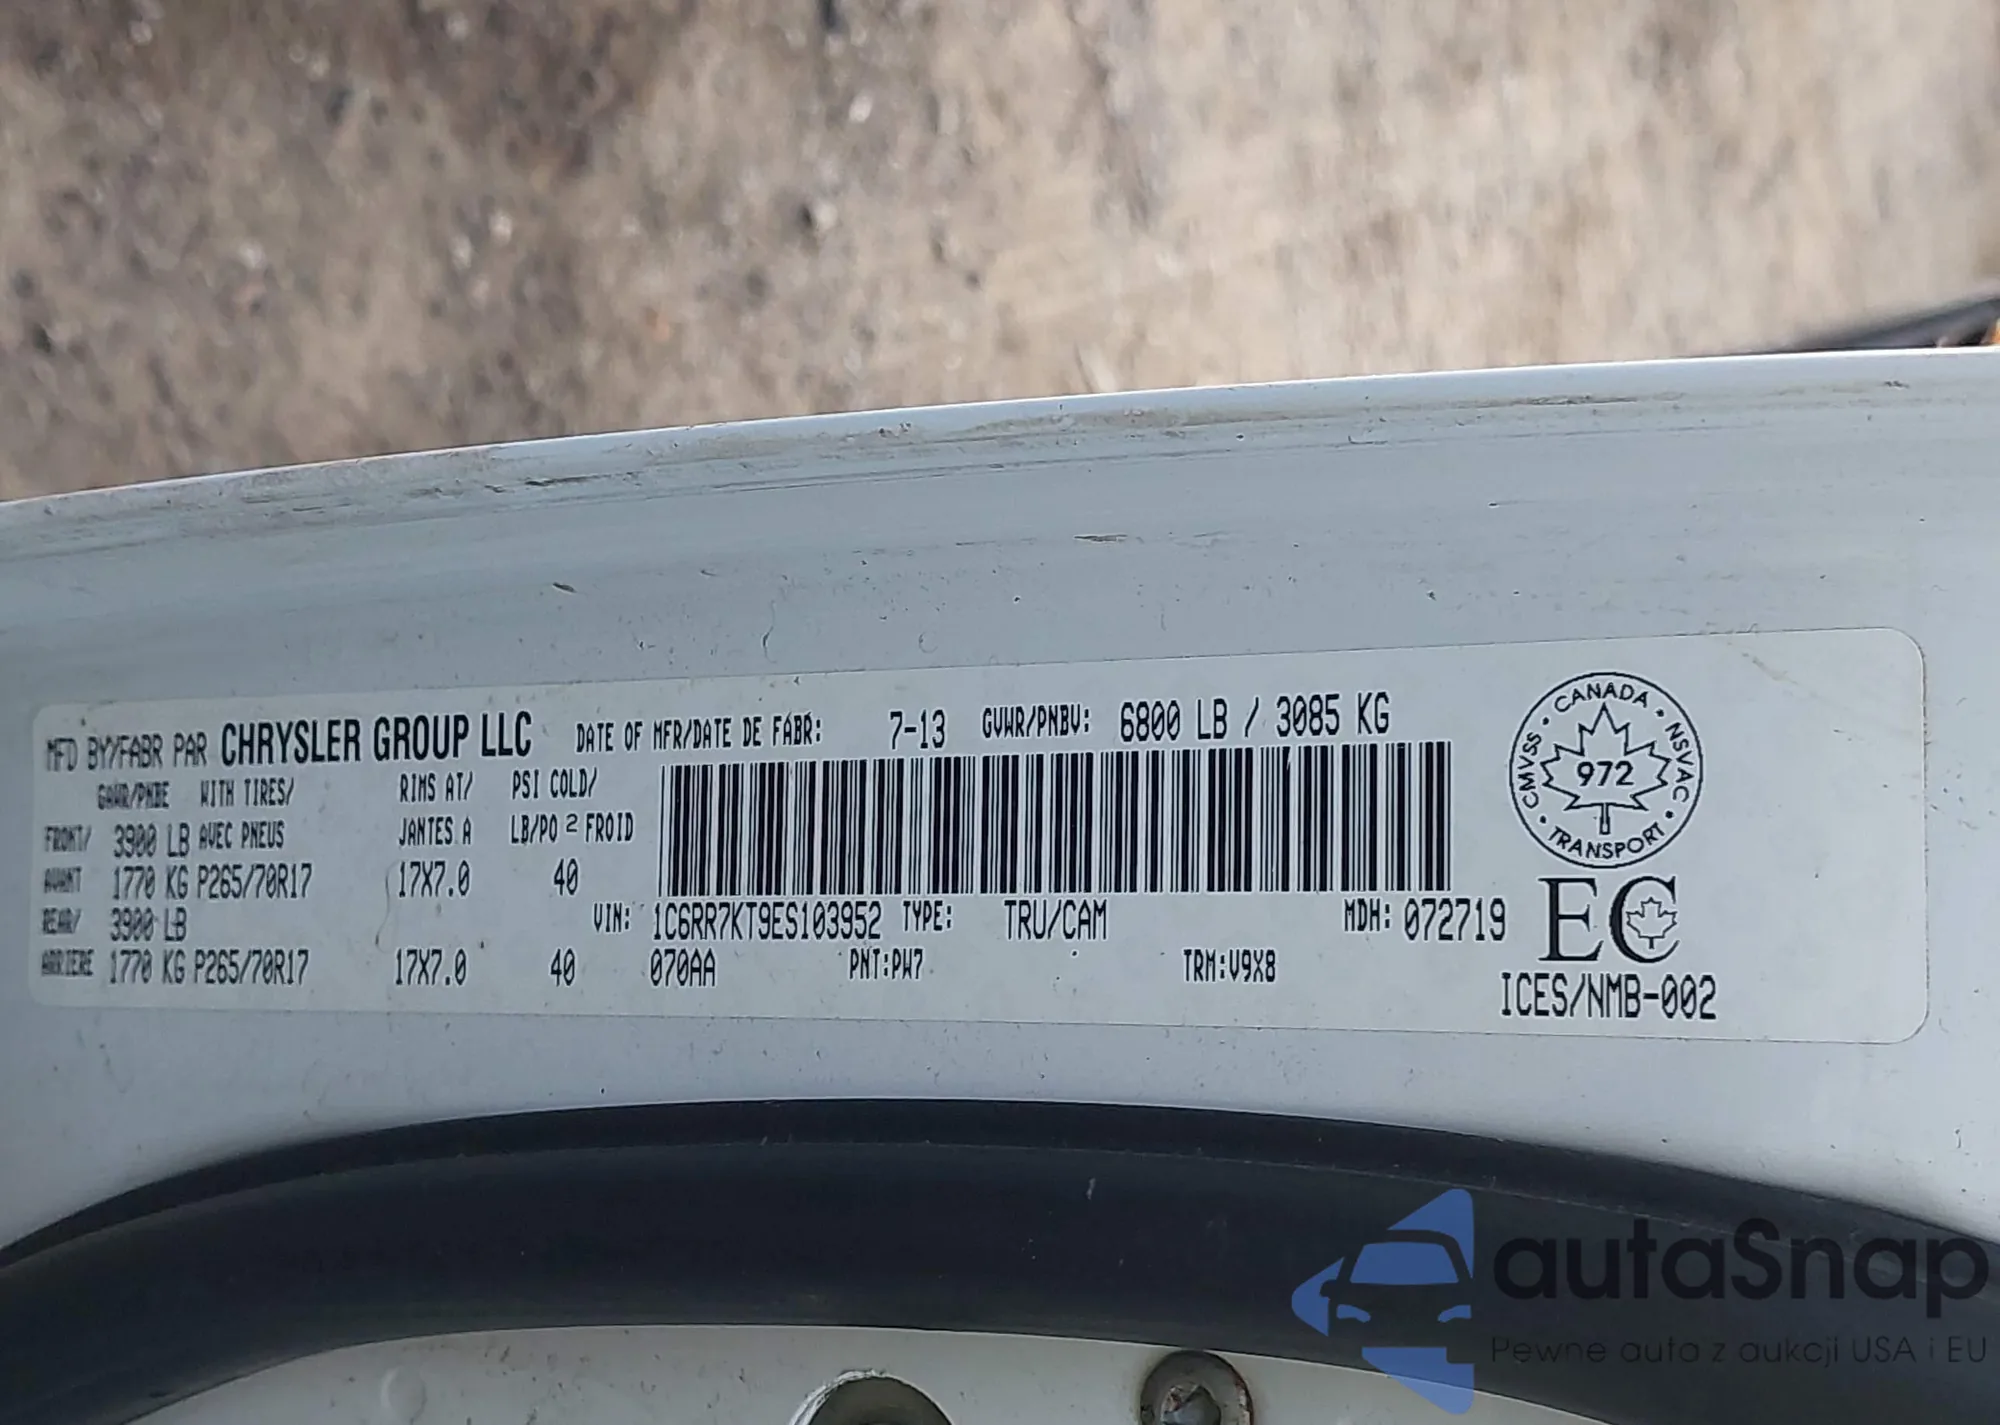 MFD BY/FABR PAR CHRYSLER GROUP LLC DATE OF MFR/DATE DE FABR: 7-13 GVWR/PNBV: 6800 LB / 3085 KG
GAWR/PNBE WITH TIRES/ RIMS AT/ PSI COLD/
FRONT/ 3900 LB AVEC PNEUS JANTES A LB/PO 2 FROID
AVANT 1770 KG P265/70R17 17X7.0 40
REAR/ 3900 LB VIN: 1C6RR7KT9ES103952 TYPE: TRU/CAM MDH: 072719
ARRIERE 1770 KG P265/70R17 17X7.0 40 070AA PNT:PW7 TRM:V9X8
CANADA • NSVAC • TRANSPORT • CMVSS •
972
EC
ICES/NMB-002
autaSnap
Pewne auta z aukcji USA i EU